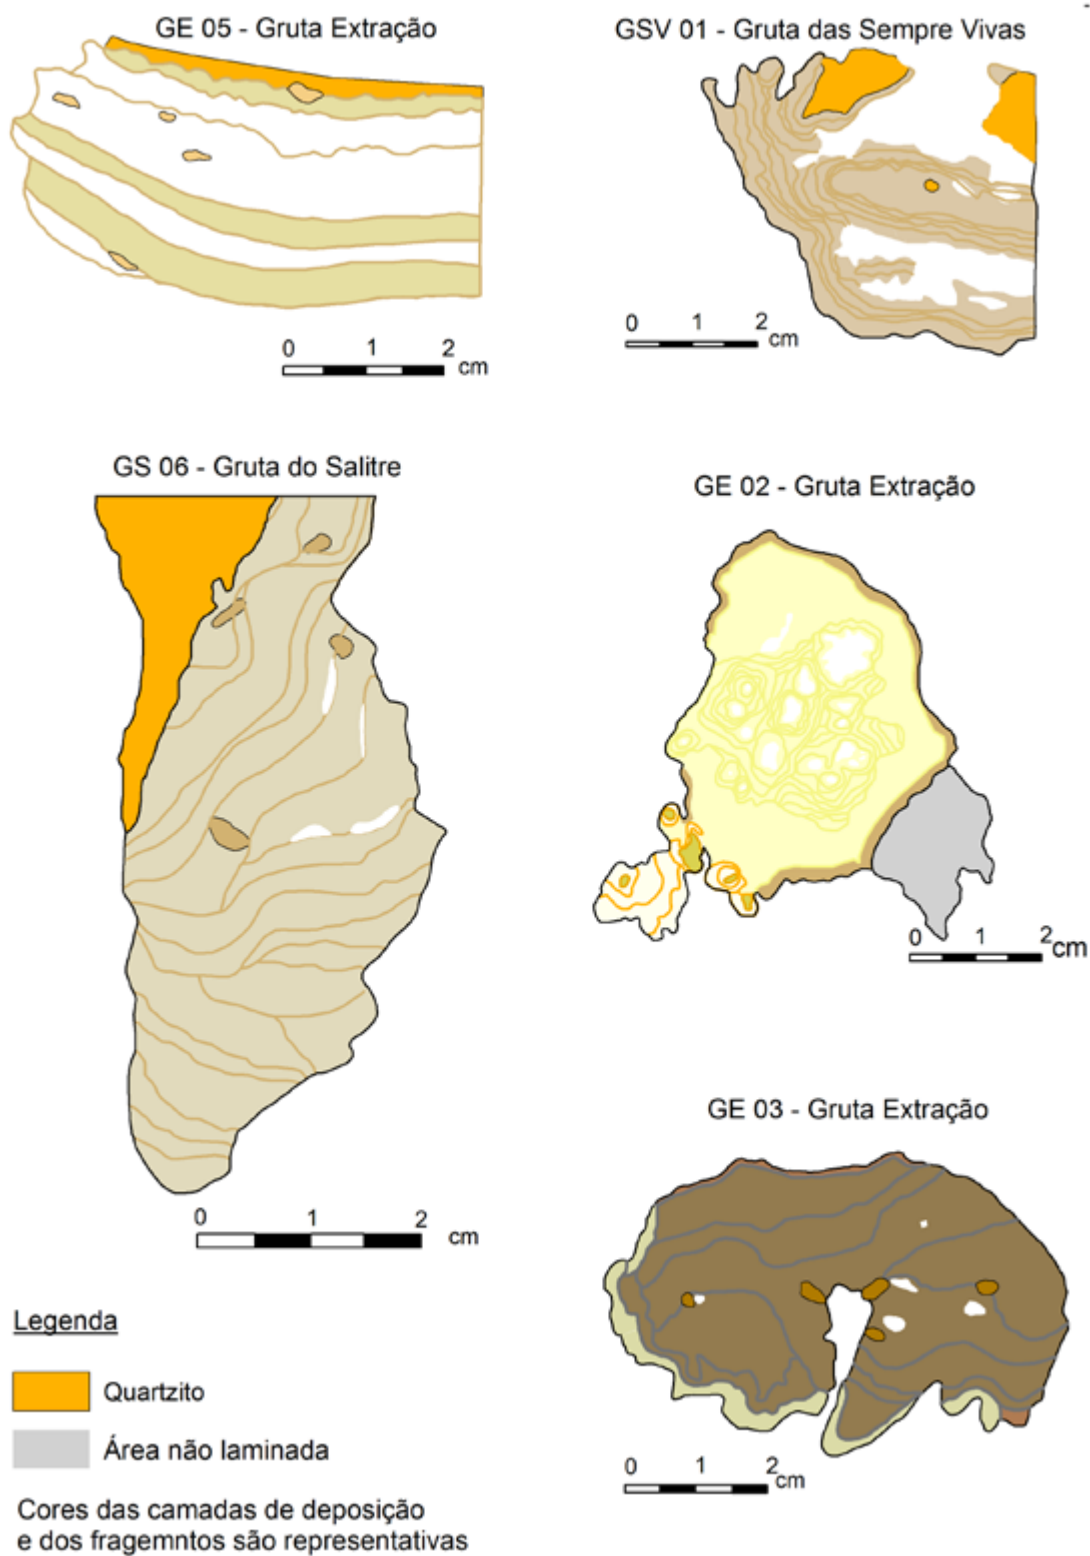 GE 05 - Gruta Extração
0 1 2
cm
GSV 01 - Gruta das Sempre Vivas
0 1 2
cm
GS 06 - Gruta do Salitre
0 1 2
cm
GE 02 - Gruta Extração
0 1 2
cm
GE 03 - Gruta Extração
0 1 2
cm
Legenda
Quartzito
Área não laminada
Cores das camadas de deposição
e dos fragemntos são representativas